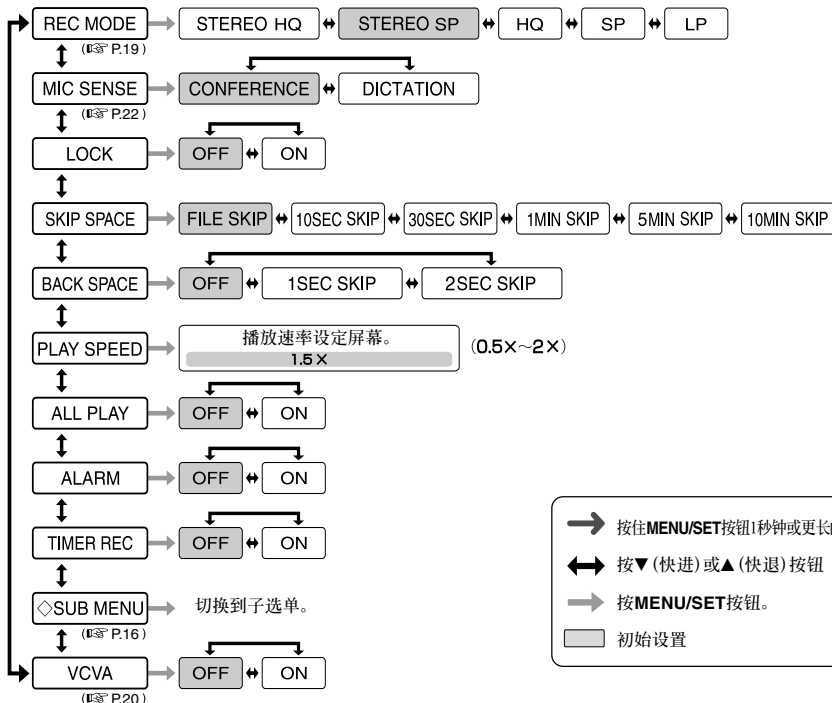 REC MODE STEREO HQ STEREO SP HQ SP LP
(☞ P.19)
MIC SENSE CONFERENCE DICTATION
(☞ P.22)
LOCK OFF ON
SKIP SPACE FILE SKIP 10SEC SKIP 30SEC SKIP 1MIN SKIP 5MIN SKIP 10MIN SKIP
BACK SPACE OFF 1SEC SKIP 2SEC SKIP
PLAY SPEED 播放速率设定屏幕。 (0.5×~2×)
1.5 ×
ALL PLAY OFF ON
ALARM OFF ON
TIMER REC OFF ON
◇SUB MENU 切换到子选单。
(☞ P.16)
VCVA OFF ON
(☞ P.20)
按住MENU/SET按钮1秒钟或更长
按▼(快进)或▲(快退)按钮
按MENU/SET按钮。
初始设置